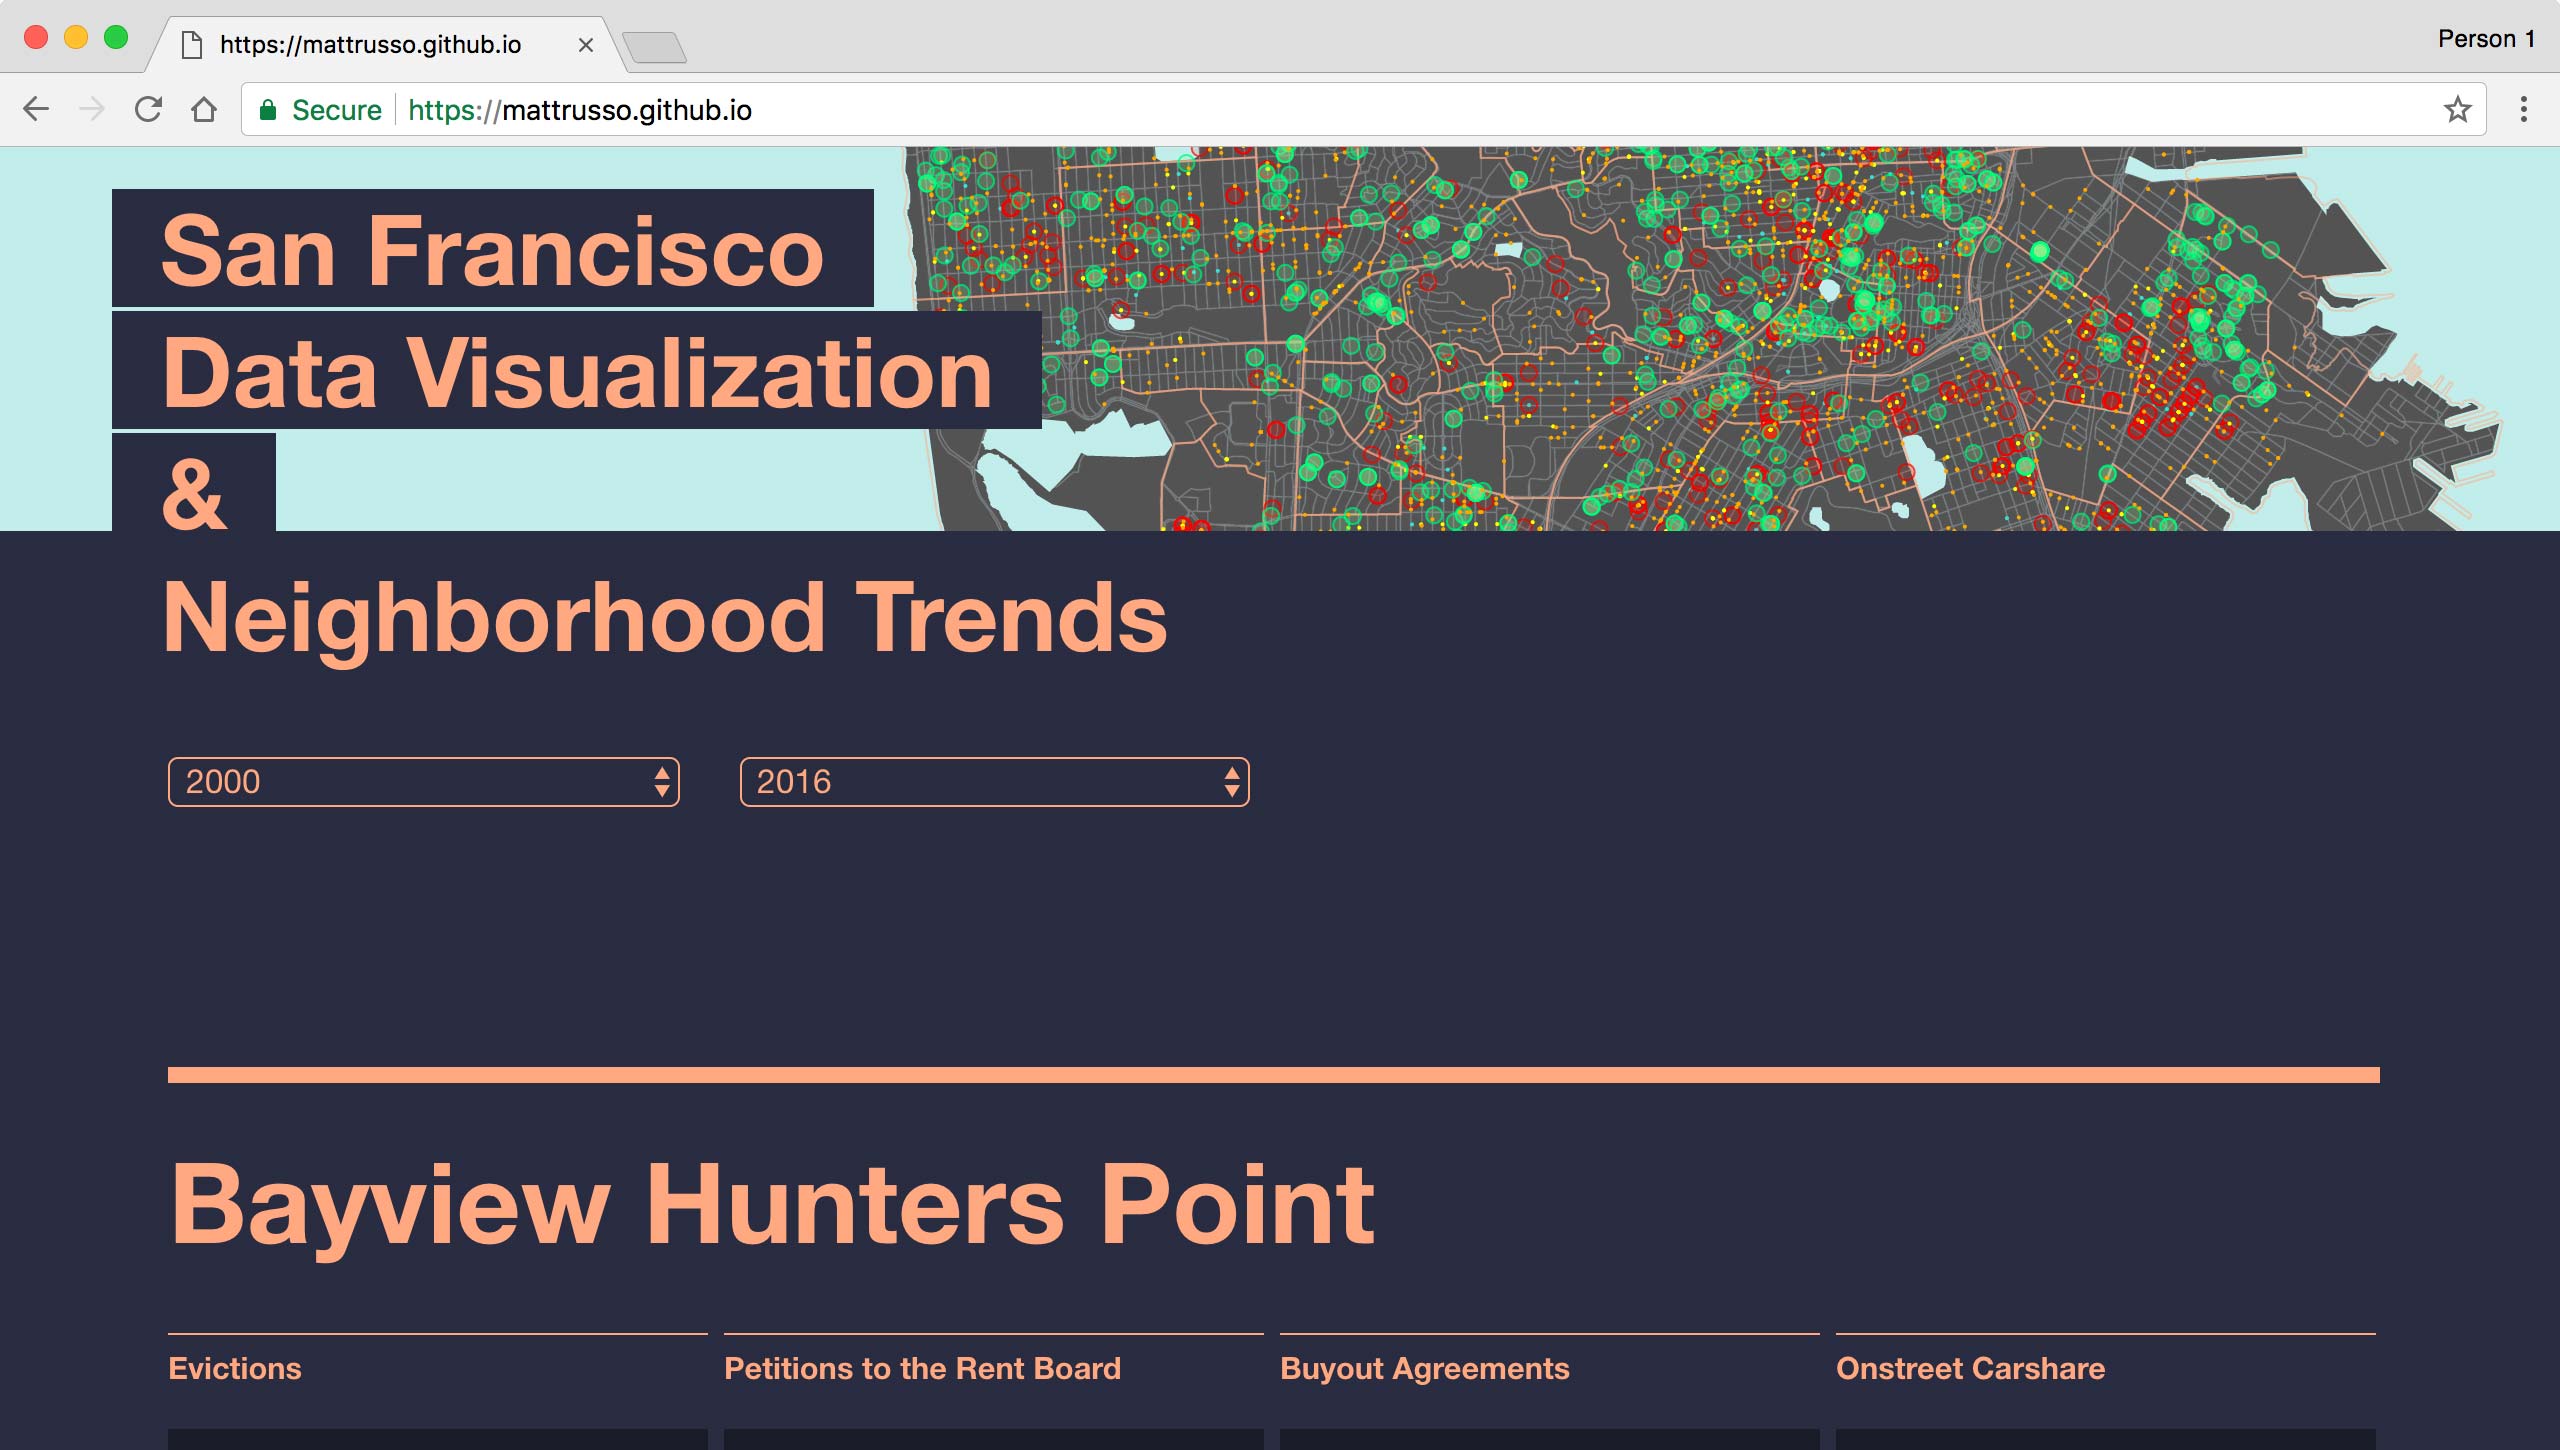 https://mattrusso.github.io
Person 1
Secure
https://mattrusso.github.io
San Francisco
Data Visualization
&
Neighborhood Trends
2000
2016
Bayview Hunters Point
Evictions
Petitions to the Rent Board
Buyout Agreements
Onstreet Carshare